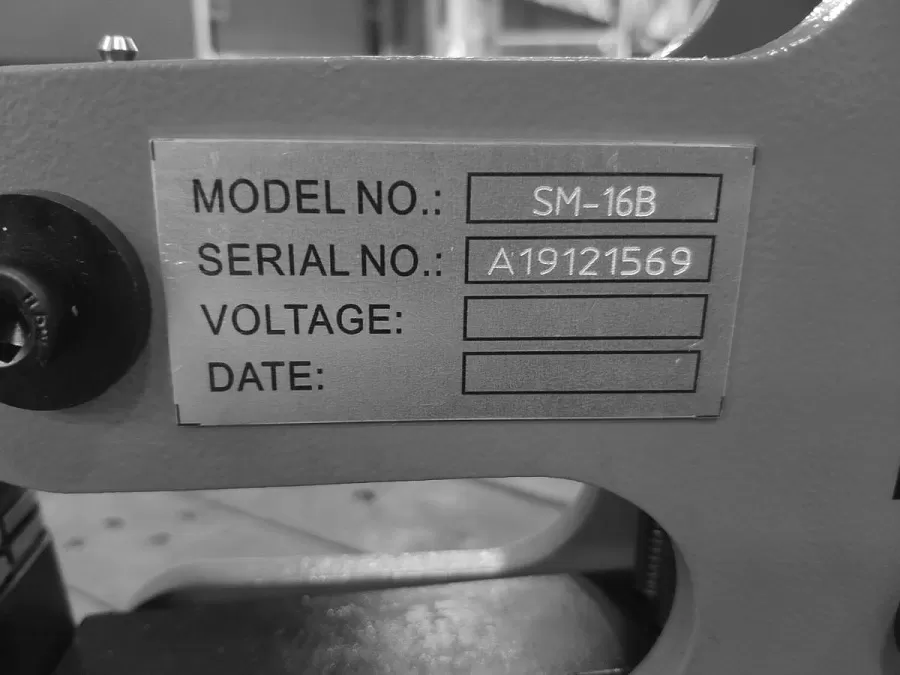 MODEL NO.: SM-16B
SERIAL NO.: A19121569
VOLTAGE:
DATE: